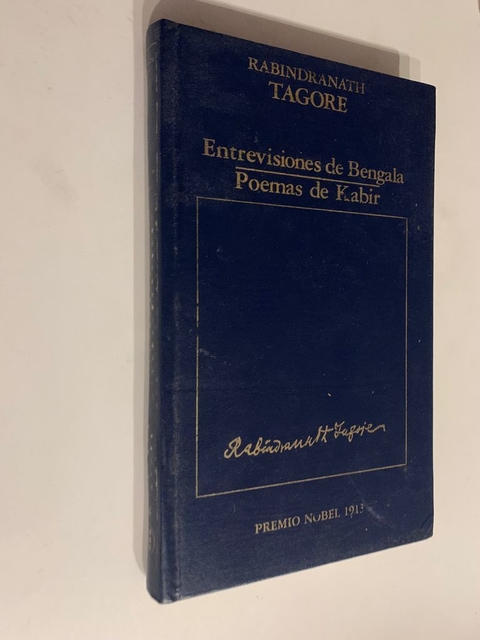 RABINDRANATH
TAGORE
Entrevisiones de Bengala
Poemas de Kabir
Rabindranath Tagore
PREMIO NOBEL 1913